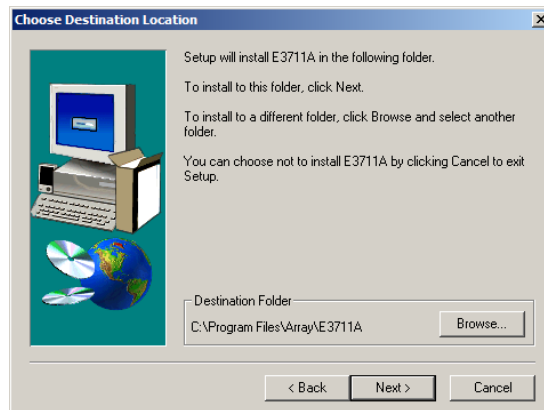 Choose Destination Location
Setup will install E3711A in the following folder.
To install to this folder, click Next.
To install to a different folder, click Browse and select another
folder.
You can choose not to install E3711A by clicking Cancel to exit
Setup.
Destination Folder
C:\Program Files\Array\E3711A
Browse...
< Back
Next >
Cancel